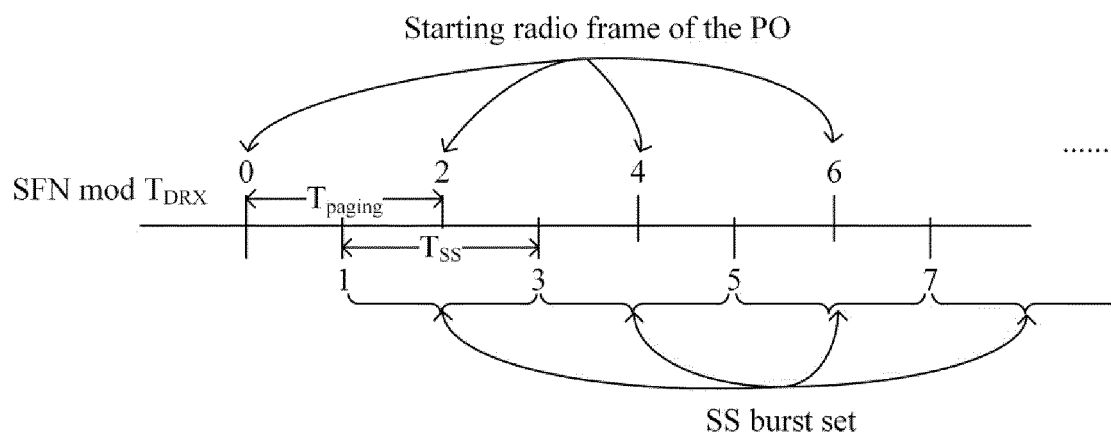 Starting radio frame of the PO
0 2 4 6 ......
SFN mod T_DRX
T_paging
T_SS
1 3 5 7
SS burst set